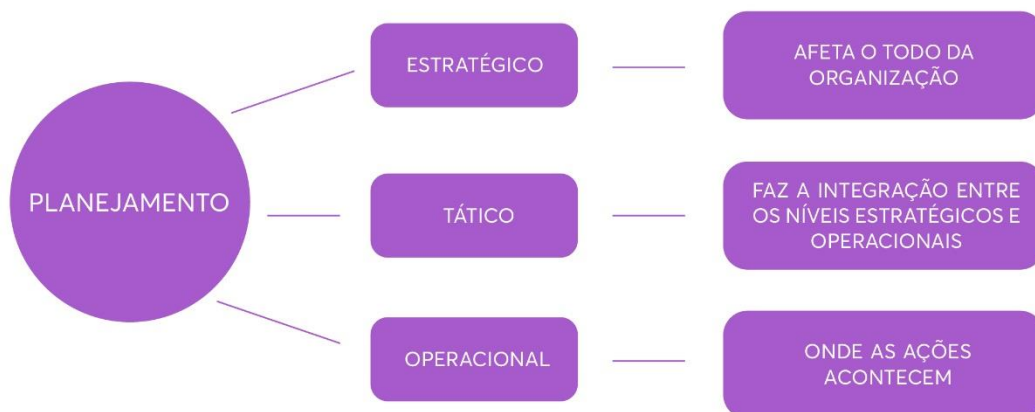 PLANEJAMENTO
ESTRATÉGICO
AFETA O TODO DA
ORGANIZAÇÃO
TÁTICO
FAZ A INTEGRAÇÃO ENTRE
OS NÍVEIS ESTRATÉGICOS E
OPERACIONAIS
OPERACIONAL
ONDE AS AÇÕES
ACONTECEM